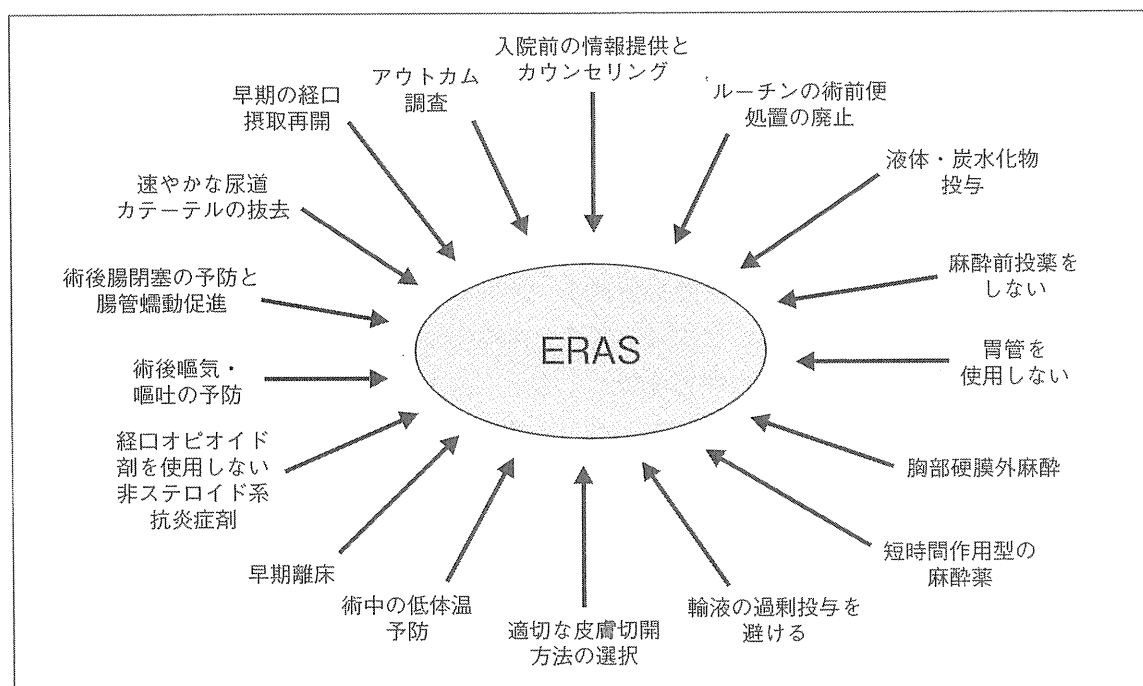 入院前の情報提供と
カウンセリング
ルーチンの術前便
処置の廃止
液体・炭水化物
投与
麻酔前投薬を
しない
胃管を
使用しない
胸部硬膜外麻酔
短時間作用型の
麻酔薬
輸液の過剰投与を
避ける
適切な皮膚切開
方法の選択
術中の低体温
予防
早期離床
経口オピオイド
剤を使用しない
非ステロイド系
抗炎症剤
術後嘔気・
嘔吐の予防
術後腸閉塞の予防と
腸管蠕動促進
速やかな尿道
カテーテルの抜去
早期の経口
摂取再開
アウトカム
調査
ERAS